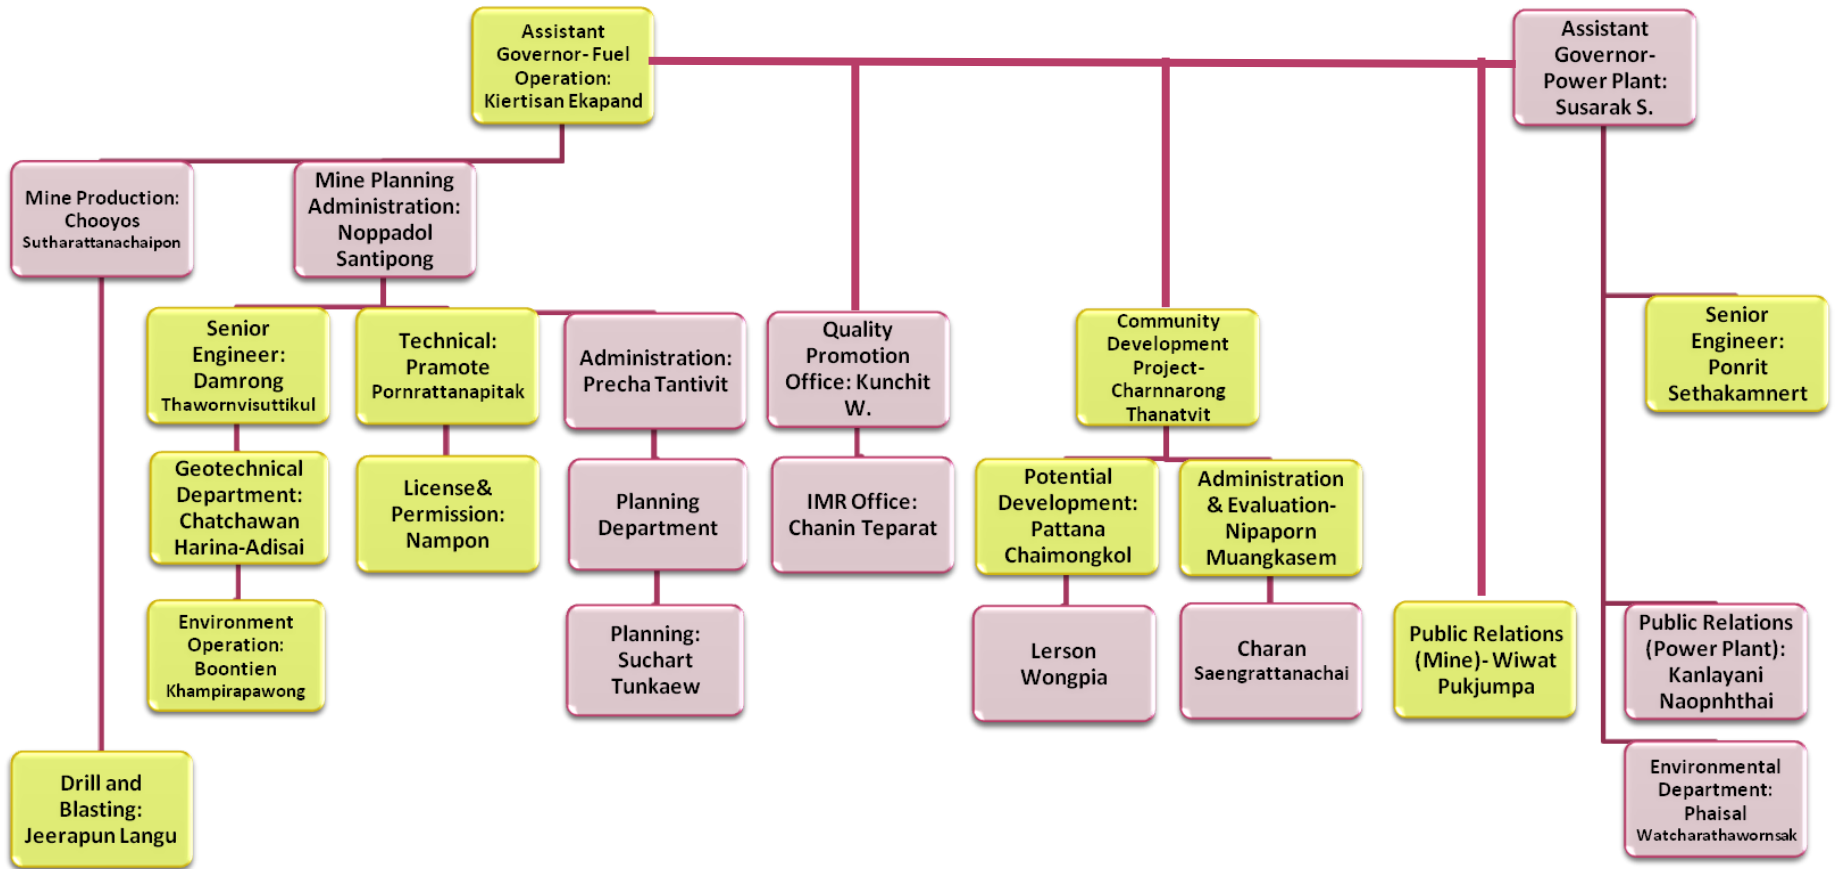 Assistant
Governor- Fuel
Operation:
Kiertisan Ekapand
Assistant
Governor-
Power Plant:
Susarak S.
Mine Production:
Chooyos
Sutharattanachaipon
Mine Planning
Administration:
Noppadol
Santipong
Senior
Engineer:
Damrong
Thawornvisuttikul
Technical:
Pramote
Pornrattanapitak
Administration:
Precha Tantivit
Quality
Promotion
Office: Kunchit
W.
Community
Development
Project-
Charnnarong
Thanatvit
Senior
Engineer:
Ponrit
Sethakamnert
Geotechnical
Department:
Chatchawan
Harina-Adisai
License&
Permission:
Nampon
Planning
Department
IMR Office:
Chanin Teparat
Potential
Development:
Pattana
Chaimongkol
Administration
& Evaluation-
Nipaporn
Muangkasem
Environment
Operation:
Boontien
Khampirapawong
Planning:
Suchart
Tunkaew
Lerson
Wongpia
Charan
Saengrattanachai
Public Relations
(Mine)- Wiwat
Pukjumpa
Public Relations
(Power Plant):
Kanlayani
Naopnhthai
Drill and
Blasting:
Jeerapun Langu
Environmental
Department:
Phaisal
Watcharathawornsak